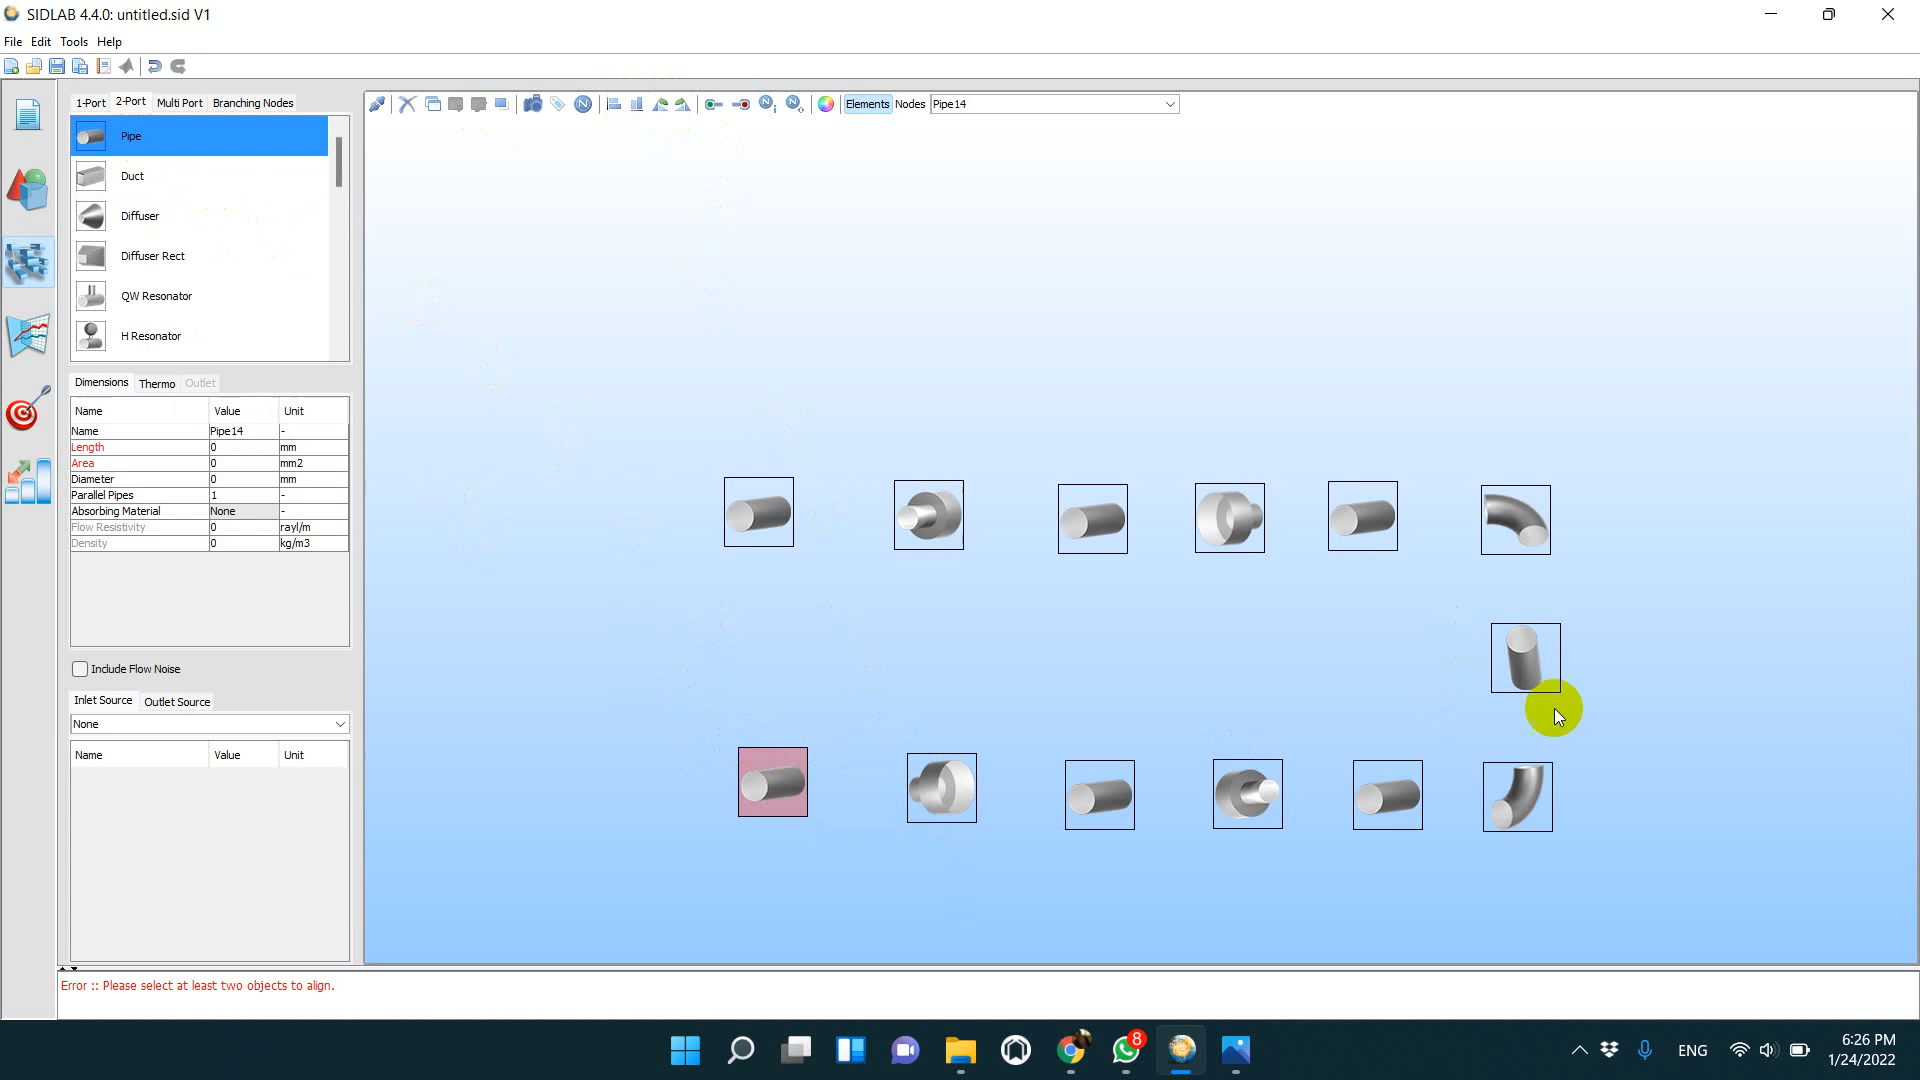 SIDLAB 4.4.0: untitled.sid V1
File Edit Tools Help
1-Port 2-Port Multi Port Branching Nodes
Elements Nodes Pipe14
Pipe
Duct
Diffuser
Diffuser Rect
QW Resonator
H Resonator
Dimensions Thermo Outlet
Name Value Unit
Name Pipe14 -
Length 0 mm
Area 0 mm2
Diameter 0 mm
Parallel Pipes 1 -
Absorbing Material None -
Flow Resistivity 0 rayl/m
Density 0 kg/m3
Include Flow Noise
Inlet Source Outlet Source
None
Name Value Unit
Error :: Please select at least two objects to align.
8
ENG
6:26 PM
1/24/2022